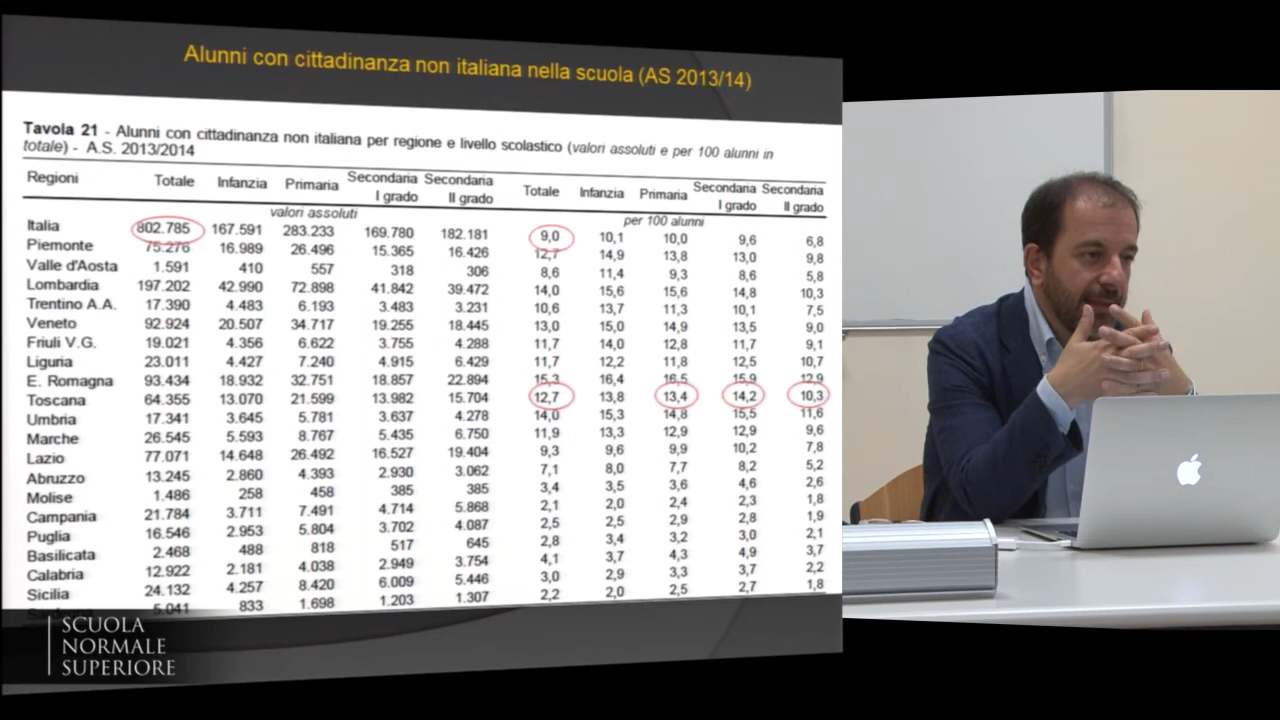 Alunni con cittadinanza non italiana nella scuola (AS 2013/14)
Tavola 21 - Alunni con cittadinanza non italiana per regione e livello scolastico (valori assoluti e per 100 alunni in
totale) - A.S. 2013/2014
Regioni Totale Infanzia Primaria Secondaria I grado Secondaria II grado Totale Infanzia Primaria Secondaria I grado Secondaria II grado
valori assoluti per 100 alunni
Italia 802.785 167.591 283.233 169.780 182.181 9,0 10,1 10,0 9,6 6,8
Piemonte 75.276 16.989 26.496 15.365 16.426 12,7 14,9 13,8 13,0 9,8
Valle d'Aosta 1.591 410 557 318 306 8,6 11,4 9,3 8,6 5,8
Lombardia 197.202 42.990 72.898 41.842 39.472 14,0 15,6 15,6 14,8 10,3
Trentino A.A. 17.390 4.483 6.193 3.483 3.231 10,6 13,7 11,3 10,1 7,5
Veneto 92.924 20.507 34.717 19.255 18.445 13,0 15,0 14,9 13,5 9,0
Friuli V.G. 19.021 4.356 6.622 3.755 4.288 11,7 14,0 12,8 11,7 9,1
Liguria 23.011 4.427 7.240 4.915 6.429 11,7 12,2 11,8 12,5 10,7
E. Romagna 93.434 18.932 32.751 18.857 22.894 15,3 16,4 16,5 15,9 12,9
Toscana 64.355 13.070 21.599 13.982 15.704 12,7 13,8 13,4 14,2 10,3
Umbria 17.341 3.645 5.781 3.637 4.278 14,0 15,3 14,8 15,5 11,6
Marche 26.545 5.593 8.767 5.435 6.750 11,9 13,3 12,9 12,9 9,6
Lazio 77.071 14.648 26.492 16.527 19.404 9,3 9,6 9,9 10,2 7,8
Abruzzo 13.245 2.860 4.393 2.930 3.062 7,1 8,0 7,7 8,2 5,2
Molise 1.486 258 458 385 385 3,4 3,5 3,6 4,6 2,6
Campania 21.784 3.711 7.491 4.714 5.868 2,1 2,0 2,4 2,3 1,8
Puglia 16.546 2.953 5.804 3.702 4.087 2,5 2,5 2,9 2,8 1,9
Basilicata 2.468 488 818 517 645 2,8 3,4 3,2 3,0 2,1
Calabria 12.922 2.181 4.038 2.949 3.754 4,1 3,7 4,3 4,9 3,7
Sicilia 24.132 4.257 8.420 6.009 5.446 3,0 2,9 3,3 3,7 2,2
Sardegna 5.041 833 1.698 1.203 1.307 2,2 2,0 2,5 2,7 1,8
SCUOLA
NORMALE
SUPERIORE